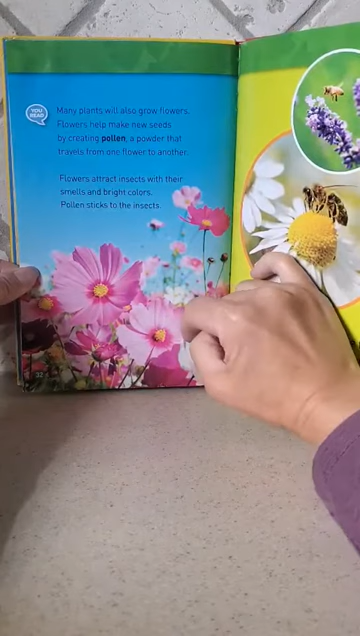 YOU
READ
Many plants will also grow flowers.
Flowers help make new seeds
by creating pollen, a powder that
travels from one flower to another.
Flowers attract insects with their
smells and bright colors.
Pollen sticks to the insects.
32